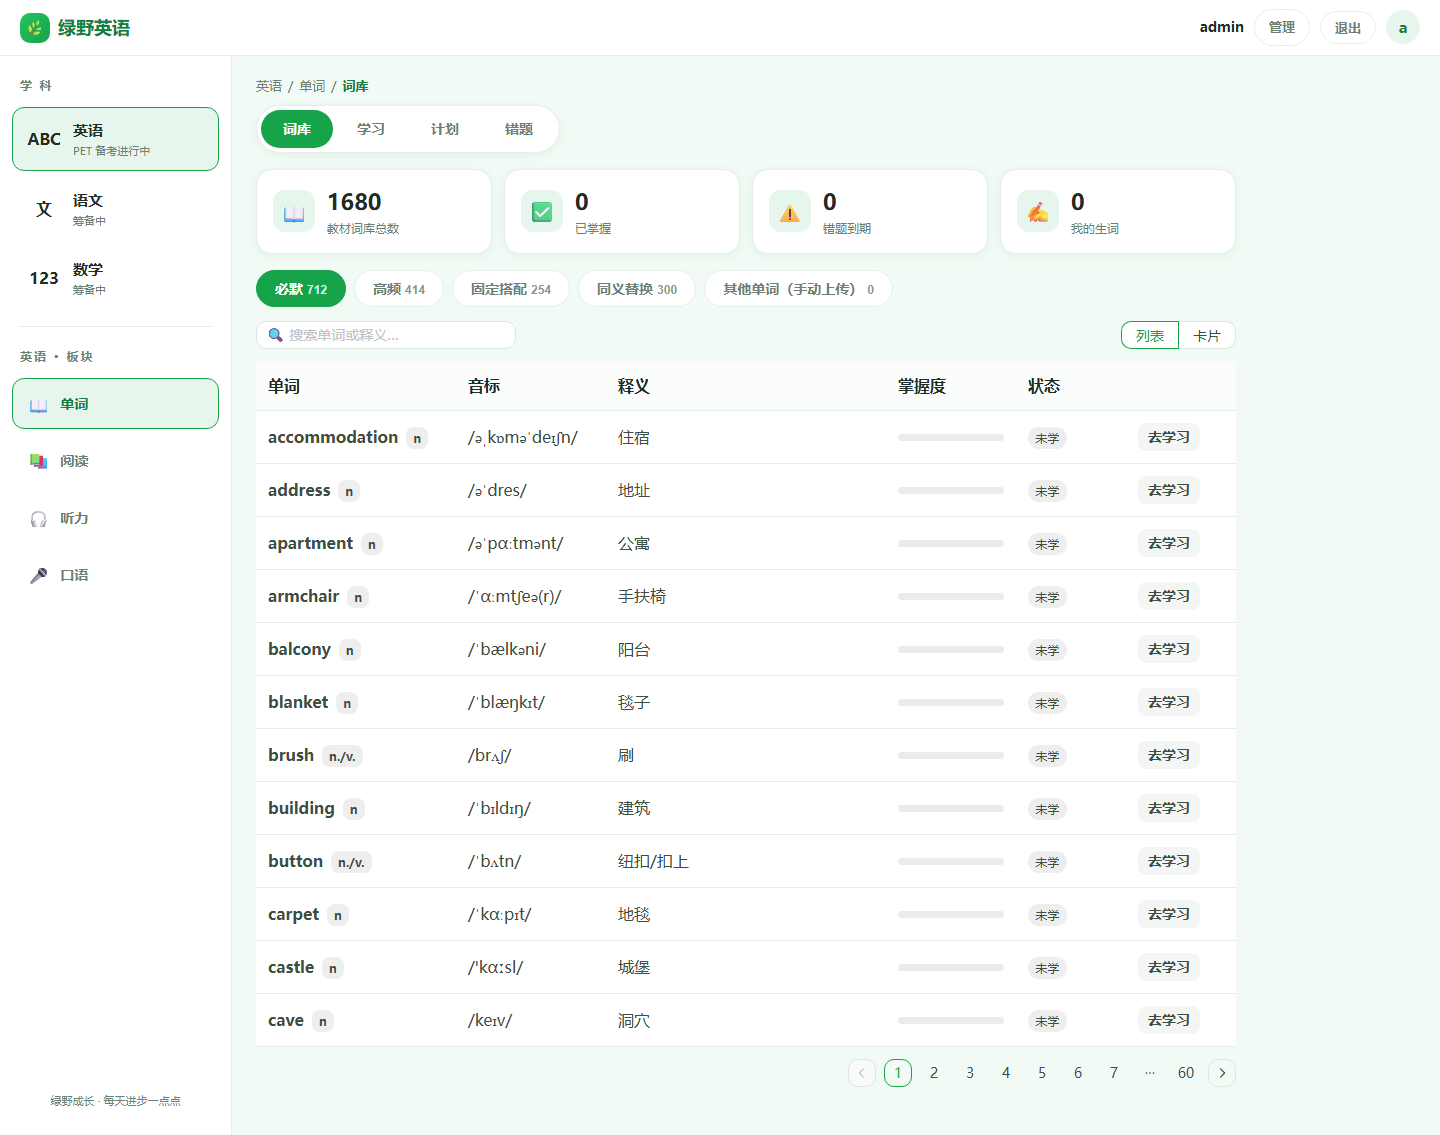 绿野英语
admin 管理 退出 a
学 科
ABC 英语
PET 备考进行中
文 语文
筹备中
123 数学
筹备中
英语 · 板块
单词
阅读
听力
口语
绿野成长 · 每天进步一点点
英语 / 单词 / 词库
词库 学习 计划 错题
1680
教材词库总数
0
已掌握
0
错题到期
0
我的生词
必默 712 高频 414 固定搭配 254 同义替换 300 其他单词（手动上传） 0
搜索单词或释义... 列表 卡片
单词 音标 释义 掌握度 状态
accommodation n /əˌkɒməˈdeɪʃn/ 住宿 未学 去学习
address n /əˈdres/ 地址 未学 去学习
apartment n /əˈpɑːtmənt/ 公寓 未学 去学习
armchair n /ˈɑːmtʃeə(r)/ 手扶椅 未学 去学习
balcony n /ˈbælkəni/ 阳台 未学 去学习
blanket n /ˈblæŋkɪt/ 毯子 未学 去学习
brush n./v. /brʌʃ/ 刷 未学 去学习
building n /ˈbɪldɪŋ/ 建筑 未学 去学习
button n./v. /ˈbʌtn/ 纽扣/扣上 未学 去学习
carpet n /ˈkɑːpɪt/ 地毯 未学 去学习
castle n /'kɑːsl/ 城堡 未学 去学习
cave n /keɪv/ 洞穴 未学 去学习
1 2 3 4 5 6 7 ··· 60